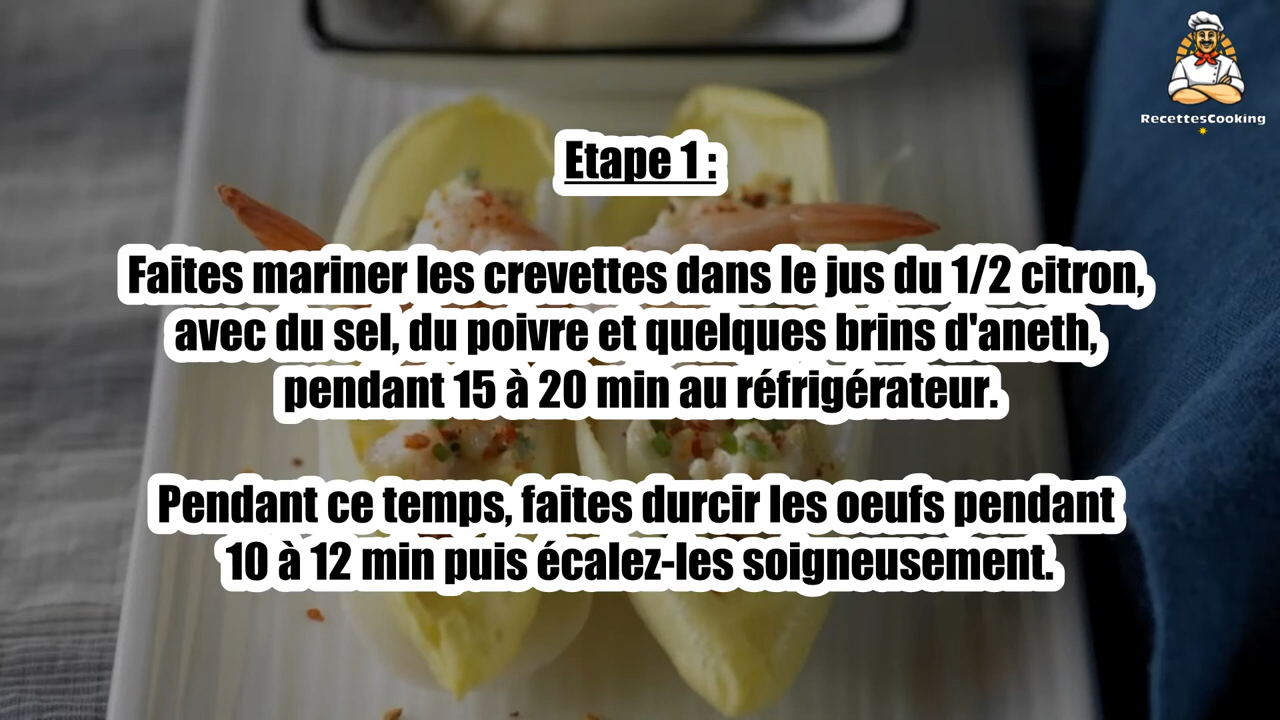 RecettesCooking
Etape 1 :
Faites mariner les crevettes dans le jus du 1/2 citron,
avec du sel, du poivre et quelques brins d'aneth,
pendant 15 à 20 min au réfrigérateur.
Pendant ce temps, faites durcir les oeufs pendant
10 à 12 min puis écalez-les soigneusement.